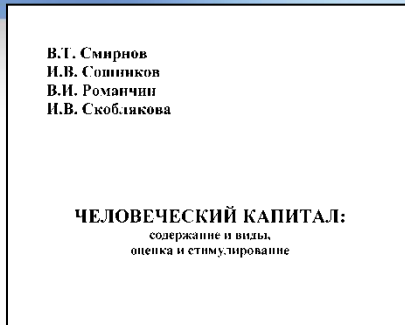 В.Т. Смирнов
И.В. Сошников
В.И. Романчин
И.В. Скоблякова
ЧЕЛОВЕЧЕСКИЙ КАПИТАЛ:
содержание и виды,
оценка и стимулирование